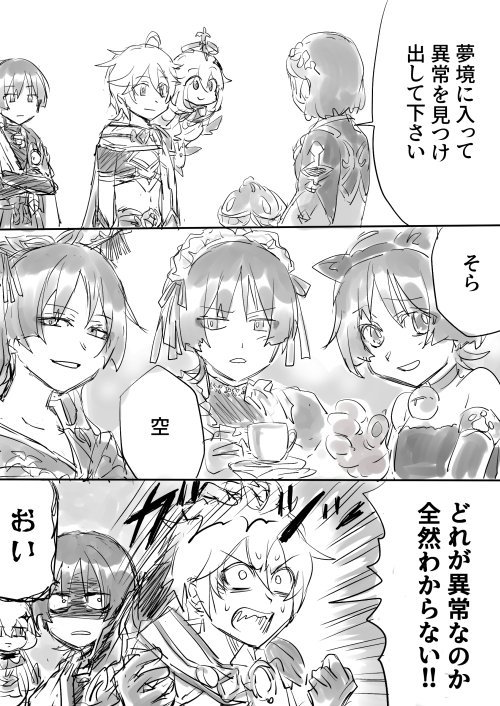 夢境に入って
異常を見つけ
出して下さい
そら
空
どれが異常なのか
全然わからない!!
おい
ガッ